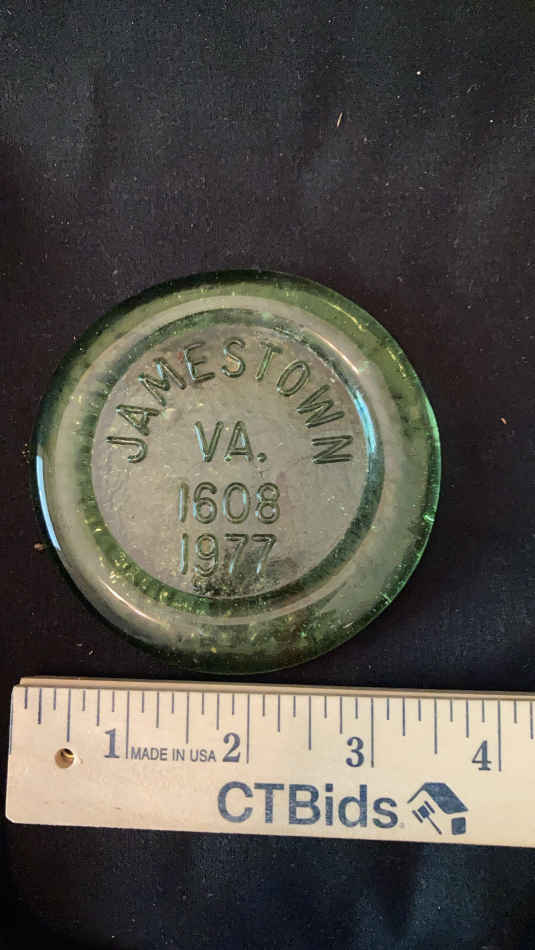 JAMESTOWN
VA.
1608
1977
1 MADE IN USA 2 3 4
CTBids.